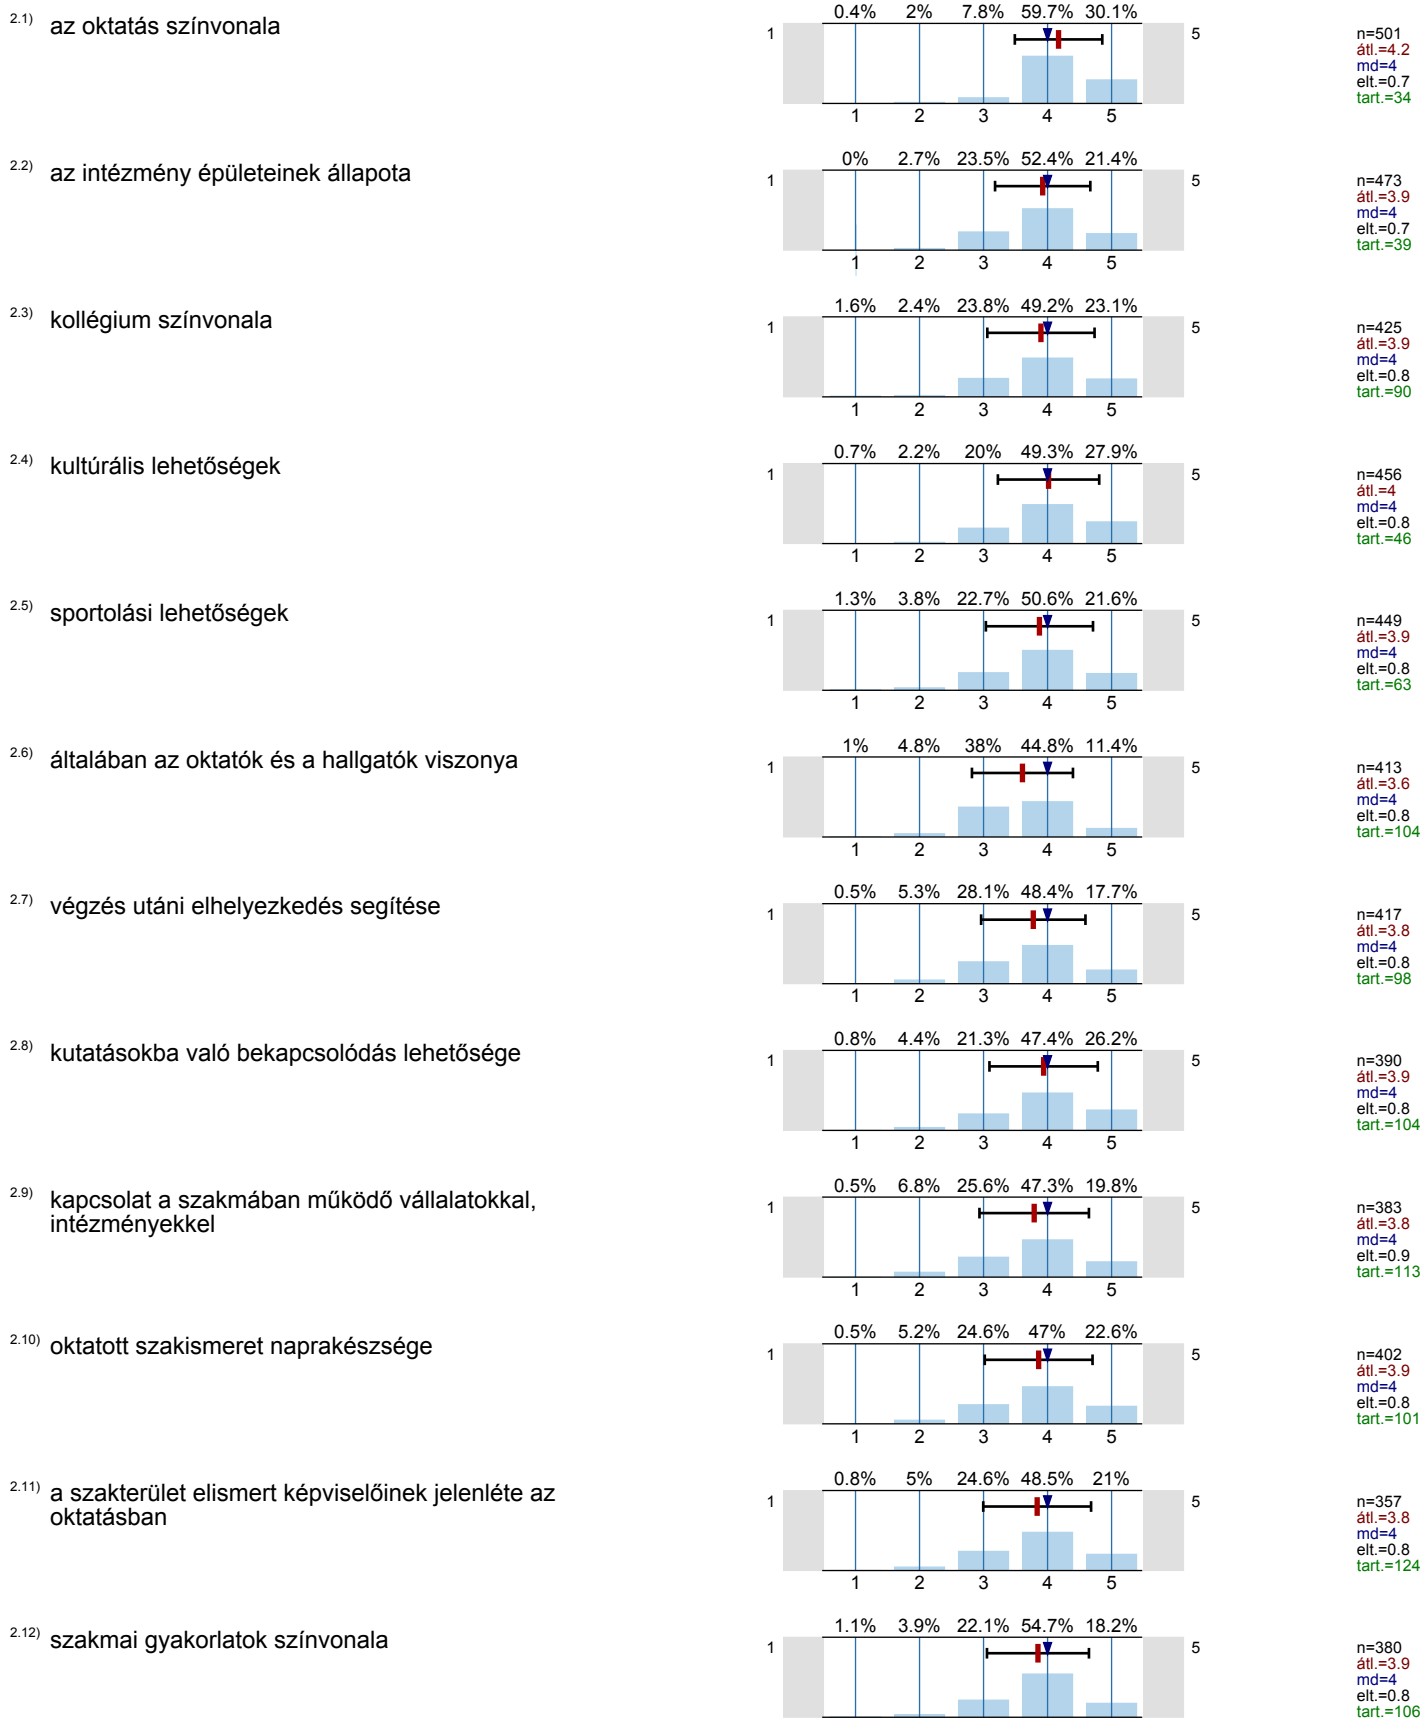 2.1) az oktatás színvonala
0.4% 2% 7.8% 59.7% 30.1%
1 5
1 2 3 4 5
n=501
átl.=4.2
md=4
elt.=0.7
tart.=34
2.2) az intézmény épületeinek állapota
0% 2.7% 23.5% 52.4% 21.4%
1 5
1 2 3 4 5
n=473
átl.=3.9
md=4
elt.=0.7
tart.=39
2.3) kollégium színvonala
1.6% 2.4% 23.8% 49.2% 23.1%
1 5
1 2 3 4 5
n=425
átl.=3.9
md=4
elt.=0.8
tart.=90
2.4) kultúrális lehetőségek
0.7% 2.2% 20% 49.3% 27.9%
1 5
1 2 3 4 5
n=456
átl.=4
md=4
elt.=0.8
tart.=46
2.5) sportolási lehetőségek
1.3% 3.8% 22.7% 50.6% 21.6%
1 5
1 2 3 4 5
n=449
átl.=3.9
md=4
elt.=0.8
tart.=63
2.6) általában az oktatók és a hallgatók viszonya
1% 4.8% 38% 44.8% 11.4%
1 5
1 2 3 4 5
n=413
átl.=3.6
md=4
elt.=0.8
tart.=104
2.7) végzés utáni elhelyezkedés segítése
0.5% 5.3% 28.1% 48.4% 17.7%
1 5
1 2 3 4 5
n=417
átl.=3.8
md=4
elt.=0.8
tart.=98
2.8) kutatásokba való bekapcsolódás lehetősége
0.8% 4.4% 21.3% 47.4% 26.2%
1 5
1 2 3 4 5
n=390
átl.=3.9
md=4
elt.=0.8
tart.=104
2.9) kapcsolat a szakmában működő vállalatokkal,
intézményekkel
0.5% 6.8% 25.6% 47.3% 19.8%
1 5
1 2 3 4 5
n=383
átl.=3.8
md=4
elt.=0.9
tart.=113
2.10) oktatott szakismeret naprakészsége
0.5% 5.2% 24.6% 47% 22.6%
1 5
1 2 3 4 5
n=402
átl.=3.9
md=4
elt.=0.8
tart.=101
2.11) a szakterület elismert képviselőinek jelenléte az
oktatásban
0.8% 5% 24.6% 48.5% 21%
1 5
1 2 3 4 5
n=357
átl.=3.8
md=4
elt.=0.8
tart.=124
2.12) szakmai gyakorlatok színvonala
1.1% 3.9% 22.1% 54.7% 18.2%
1 5
n=380
átl.=3.9
md=4
elt.=0.8
tart.=106